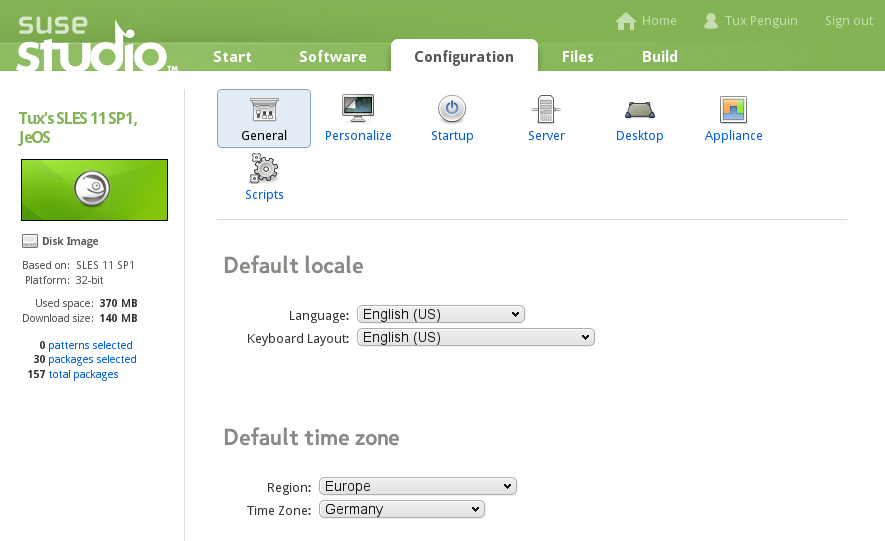 suse
studio TM
Home Tux Penguin Sign out
Start Software Configuration Files Build
Tux's SLES 11 SP1,
JeOS
Disk Image
Based on: SLES 11 SP1
Platform: 32-bit
Used space: 370 MB
Download size: 140 MB
0 patterns selected
30 packages selected
157 total packages
General Personalize Startup Server Desktop Appliance
Scripts
Default locale
Language: English (US)
Keyboard Layout: English (US)
Default time zone
Region: Europe
Time Zone: Germany